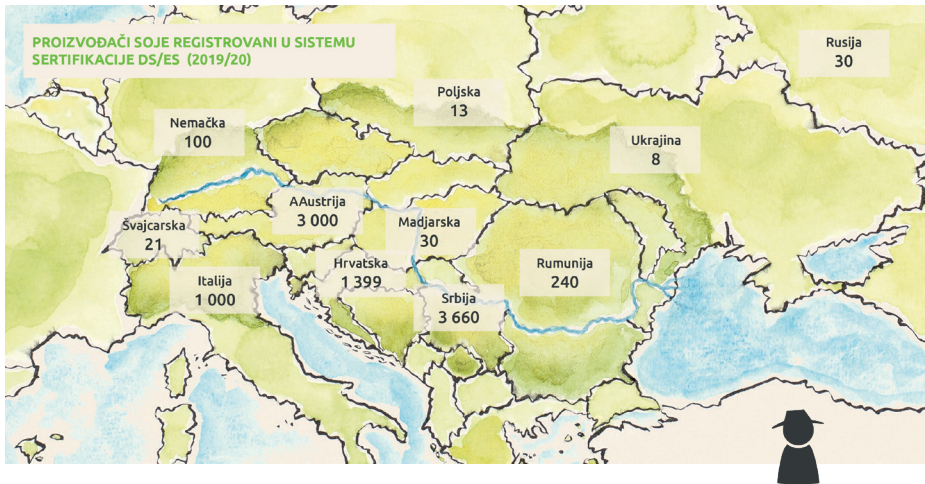 PROIZVOĐAČI SOJE REGISTROVANI U SISTEMU
SERTIFIKACIJE DS/ES (2019/20)
Rusija
30
Poljska
13
Nemačka
100
Ukrajina
8
AAustrija
3 000
Madjarska
30
Švajcarska
21
Hrvatska
1 399
Rumunija
240
Italija
1 000
Srbija
3 660